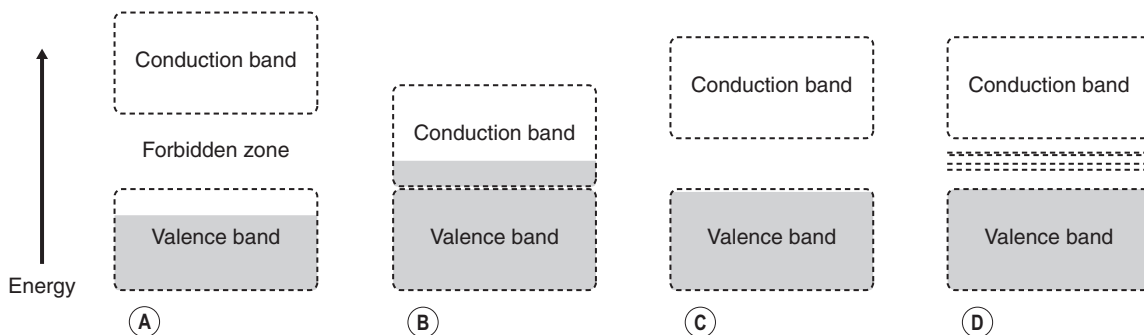 Conduction band
Forbidden zone
Valence band
Energy
A
Conduction band
Valence band
B
Conduction band
Valence band
C
Conduction band
Valence band
D